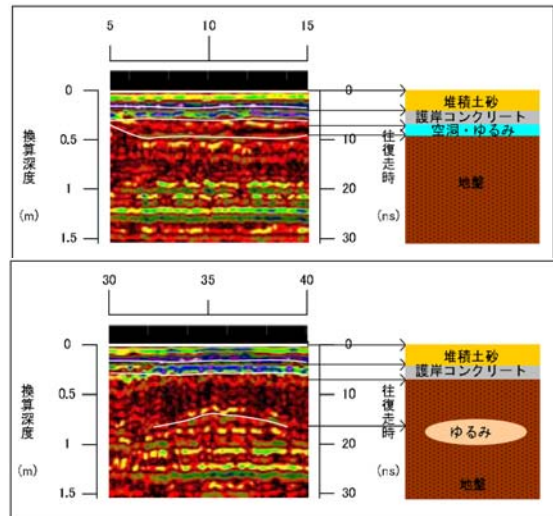 5 10 15
0 0
0.5 10
1 20
1.5 30
換算深度
(m)
往復走時
(ns)
堆積土砂
護岸コンクリート
空洞・ゆるみ
地盤
30 35 40
0 0
0.5 10
1 20
1.5 30
換算深度
(m)
往復走時
(ns)
堆積土砂
護岸コンクリート
ゆるみ
地盤